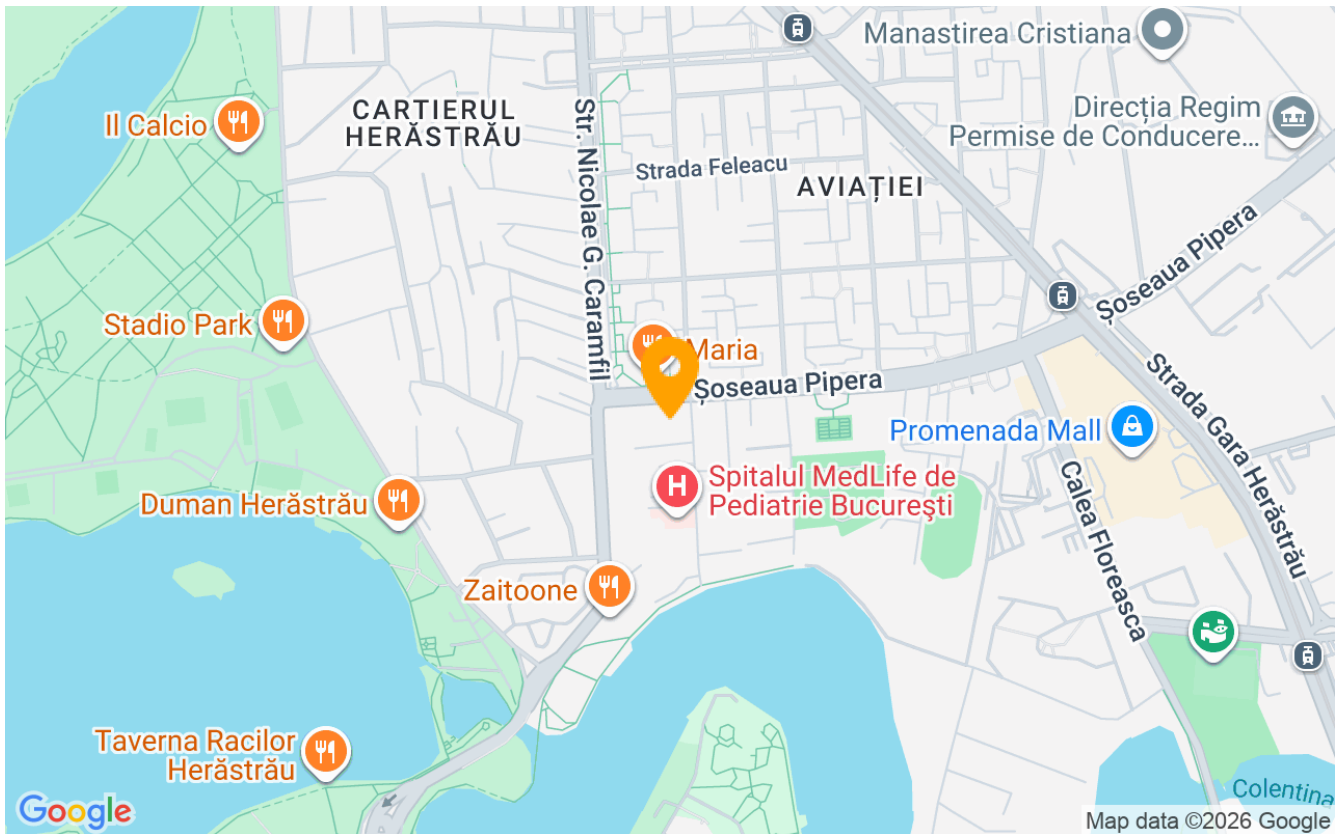 Manastirea Cristiana
Il Calcio
CARTIERUL
HERĂSTRĂU
Str. Nicolae G. Caramfil
Strada Feleacu
AVIAȚIEI
Direcția Regim
Permise de Conducere...
Șoseaua Pipera
Stadio Park
Maria
Șoseaua Pipera
Strada Gara Herăstrău
Promenada Mall
Calea Floreasca
Spitalul MedLife de
Pediatrie Bucureşti
Duman Herăstrău
Zaitoone
Taverna Racilor
Herăstrău
Colentina
Google
Map data ©2026 Google